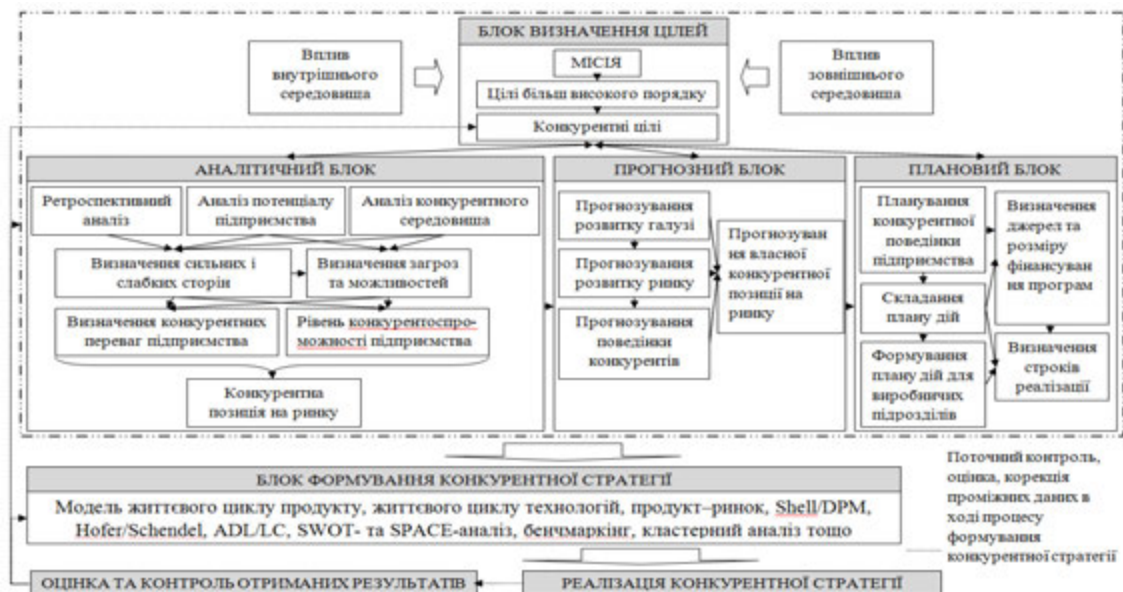 БЛОК ВИЗНАЧЕННЯ ЦІЛЕЙ
Вплив
внутрішнього
середовища
МІСІЯ
Цілі більш високого порядку
Конкурентні цілі
Вплив
зовнішнього
середовища
АНАЛІТИЧНИЙ БЛОК
Ретроспективний
аналіз
Аналіз потенціалу
підприємства
Аналіз конкурентного
середовища
Визначення сильних і
слабких сторін
Визначення загроз
та можливостей
Визначення конкурентних
переваг підприємства
Рівень конкурентоспро-
можності підприємства
Конкурентна
позиція на ринку
ПРОГНОЗНИЙ БЛОК
Прогнозування
розвитку галузі
Прогнозування
розвитку ринку
Прогнозування
поведінки
конкурентів
Прогнозуван
ня власної
конкурентної
позиції на
ринку
ПЛАНОВИЙ БЛОК
Планування
конкурентної
поведінки
підприємства
Складання
плану дій
Формування
плану дій для
виробничих
підрозділів
Визначення
джерел та
розміру
фінансуван
ня програм
Визначення
строків
реалізації
БЛОК ФОРМУВАННЯ КОНКУРЕНТНОЇ СТРАТЕГІЇ
Модель життєвого циклу продукту, життєвого циклу технологій, продукт–ринок, Shell/DPM,
Hofer/Schendel, ADL/LC, SWOT- та SPACE-аналіз, бенчмаркінг, кластерний аналіз тощо
Поточний контроль,
оцінка, корекція
проміжних даних в
ході процесу
формування
конкурентної стратегії
ОЦІНКА ТА КОНТРОЛЬ ОТРИМАНИХ РЕЗУЛЬТАТІВ
РЕАЛІЗАЦІЯ КОНКУРЕНТНОЇ СТРАТЕГІЇ